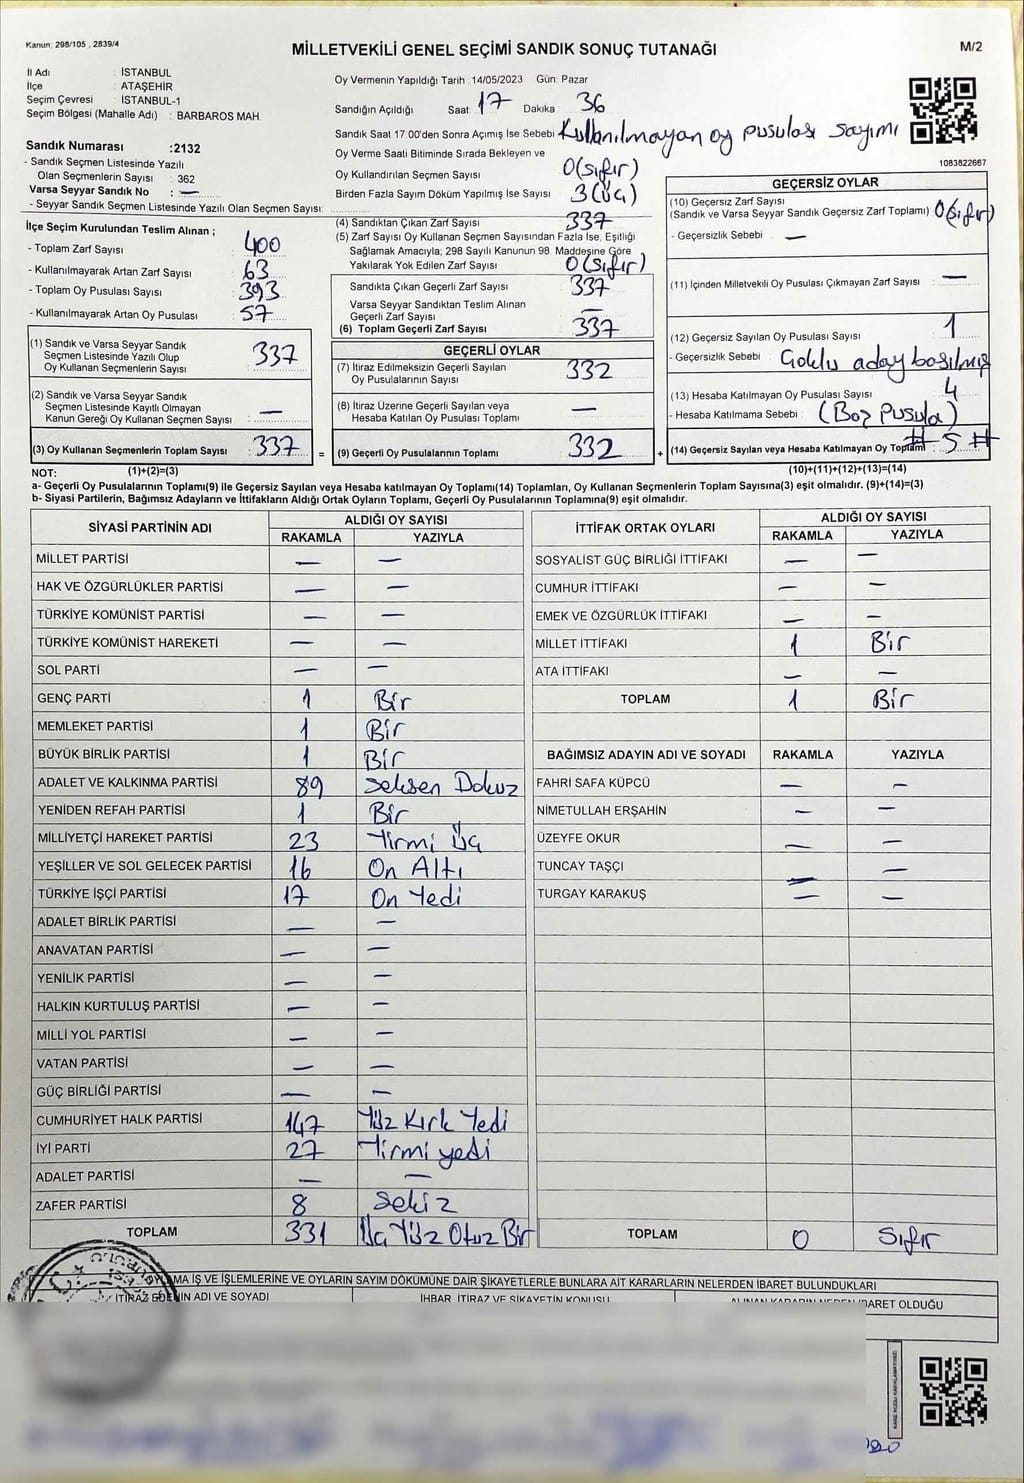 Kanun; 298/105 , 2839/4
MİLLETVEKİLİ GENEL SEÇİMİ SANDIK SONUÇ TUTANAĞI
M/2
İl Adı : İSTANBUL
İlçe : ATAŞEHİR
Seçim Çevresi : İSTANBUL-1
Seçim Bölgesi (Mahalle Adı) : BARBAROS MAH.
Sandık Numarası :2132
- Sandık Seçmen Listesinde Yazılı
Olan Seçmenlerin Sayısı : 362
Varsa Seyyar Sandık No : —
- Seyyar Sandık Seçmen Listesinde Yazılı Olan Seçmen Sayısı:
Oy Vermenin Yapıldığı Tarih :14/05/2023 Gün: Pazar
Sandığın Açıldığı Saat: 17 Dakika : 36
Sandık Saat 17.00'den Sonra Açımış İse Sebebi : Kullanılmayan oy pusulası sayımı
Oy Verme Saati Bitiminde Sırada Bekleyen ve
Oy Kullandırılan Seçmen Sayısı : 0(sıfır)
Birden Fazla Sayım Döküm Yapılmış İse Sayısı : 3(üç)
1083822667
İlçe Seçim Kurulundan Teslim Alınan ;
- Toplam Zarf Sayısı : 400
- Kullanılmayarak Artan Zarf Sayısı : 63
- Toplam Oy Pusulası Sayısı : 393
- Kullanılmayarak Artan Oy Pusulası : 57
(4) Sandıktan Çıkan Zarf Sayısı : 337
(5) Zarf Sayısı Oy Kullanan Seçmen Sayısından Fazla İse, Eşitliği
Sağlamak Amacıyla; 298 Sayılı Kanunun 98. Maddesine Göre
Yakılarak Yok Edilen Zarf Sayısı : 0(sıfır)
Sandıkta Çıkan Geçerli Zarf Sayısı : 337
Varsa Seyyar Sandıktan Teslim Alınan
Geçerli Zarf Sayısı : —
(6) Toplam Geçerli Zarf Sayısı : 337
GEÇERSİZ OYLAR
(10) Geçersiz Zarf Sayısı
(Sandık ve Varsa Seyyar Sandık Geçersiz Zarf Toplamı) : 0(sıfır)
- Geçersizlik Sebebi : —
(11) İçinden Milletvekili Oy Pusulası Çıkmayan Zarf Sayısı : —
(12) Geçersiz Sayılan Oy Pusulası Sayısı : 1
- Geçersizlik Sebebi : Çoklu aday basılmış
(13) Hesaba Katılmayan Oy Pusulası Sayısı : 4
- Hesaba Katılmama Sebebi : (Boş Pusula)
(14) Geçersiz Sayılan veya Hesaba Katılmayan Oy Toplamı : # 5 #
(10)+(11)+(12)+(13)=(14)
(1) Sandık ve Varsa Seyyar Sandık
Seçmen Listesinde Yazılı Olup
Oy Kullanan Seçmenlerin Sayısı : 337
(2) Sandık ve Varsa Seyyar Sandık
Seçmen Listesinde Kayıtlı Olmayan
Kanun Gereği Oy Kullanan Seçmen Sayısı : —
(3) Oy Kullanan Seçmenlerin Toplam Sayısı : 337 =
GEÇERLİ OYLAR
(7) İtiraz Edilmeksizin Geçerli Sayılan
Oy Pusulalarının Sayısı : 332
(8) İtiraz Üzerine Geçerli Sayılan veya
Hesaba Katılan Oy Pusulası Toplamı : —
(9) Geçerli Oy Pusulalarının Toplamı : 332 +
NOT: (1)+(2)=(3)
a- Geçerli Oy Pusulalarının Toplamı(9) ile Geçersiz Sayılan veya Hesaba katılmayan Oy Toplamı(14) Toplamları, Oy Kullanan Seçmenlerin Toplam Sayısına(3) eşit olmalıdır. (9)+(14)=(3)
b- Siyasi Partilerin, Bağımsız Adayların ve İttifakların Aldığı Ortak Oyların Toplamı, Geçerli Oy Pusulalarının Toplamına(9) eşit olmalıdır.
SİYASİ PARTİNİN ADI ALDIĞI OY SAYISI
RAKAMLA YAZIYLA
MİLLET PARTİSİ — —
HAK VE ÖZGÜRLÜKLER PARTİSİ — —
TÜRKİYE KOMÜNİST PARTİSİ — —
TÜRKİYE KOMÜNİST HAREKETİ — —
SOL PARTİ — —
GENÇ PARTİ 1 Bir
MEMLEKET PARTİSİ 1 Bir
BÜYÜK BİRLİK PARTİSİ 1 Bir
ADALET VE KALKINMA PARTİSİ 89 Seksen Dokuz
YENİDEN REFAH PARTİSİ 1 Bir
MİLLİYETÇİ HAREKET PARTİSİ 23 Yirmi Üç
YEŞİLLER VE SOL GELECEK PARTİSİ 16 On Altı
TÜRKİYE İŞÇİ PARTİSİ 17 On Yedi
ADALET BİRLİK PARTİSİ — —
ANAVATAN PARTİSİ — —
YENİLİK PARTİSİ — —
HALKIN KURTULUŞ PARTİSİ — —
MİLLİ YOL PARTİSİ — —
VATAN PARTİSİ — —
GÜÇ BİRLİĞİ PARTİSİ — —
CUMHURİYET HALK PARTİSİ 147 Yüz Kırk Yedi
İYİ PARTİ 27 Yirmi yedi
ADALET PARTİSİ — —
ZAFER PARTİSİ 8 Sekiz
TOPLAM 331 Üç Yüz Otuz Bir
İTTİFAK ORTAK OYLARI ALDIĞI OY SAYISI
RAKAMLA YAZIYLA
SOSYALİST GÜÇ BİRLİĞİ İTTİFAKI — —
CUMHUR İTTİFAKI — —
EMEK VE ÖZGÜRLÜK İTTİFAKI — —
MİLLET İTTİFAKI 1 Bir
ATA İTTİFAKI — —
TOPLAM 1 Bir
BAĞIMSIZ ADAYIN ADI VE SOYADI RAKAMLA YAZIYLA
FAHRİ SAFA KÜPCÜ — —
NİMETULLAH ERŞAHİN — —
ÜZEYFE OKUR — —
TUNCAY TAŞÇI — —
TURGAY KARAKUŞ — —
TOPLAM 0 Sıfır
İŞ VE İŞLEMLERİNE VE OYLARIN SAYIM DÖKÜMÜNE DAİR ŞİKAYETLERLE BUNLARA AİT KARARLARIN NELERDEN İBARET BULUNDUKLARI
İTİRAZ EDENİN ADI VE SOYADI İHBAR, İTİRAZ VE ŞİKAYETİN KONUSU ALINAN KARARIN NEDEN İBARET OLDUĞU